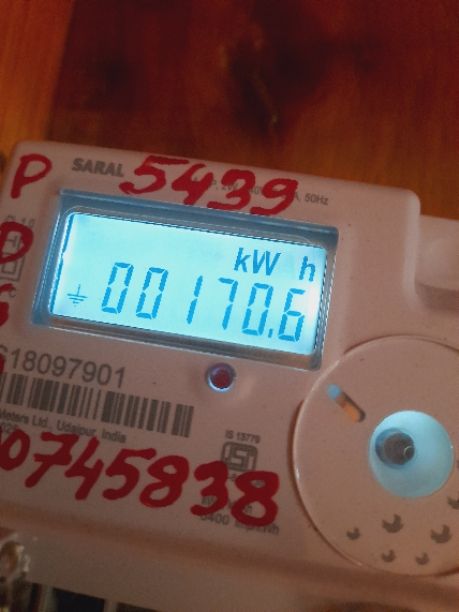 P
SARAL 5439
50Hz
D
kW h
00170.6
18097901
Meters Ltd., Udaipur, India
IS 13779
0745838